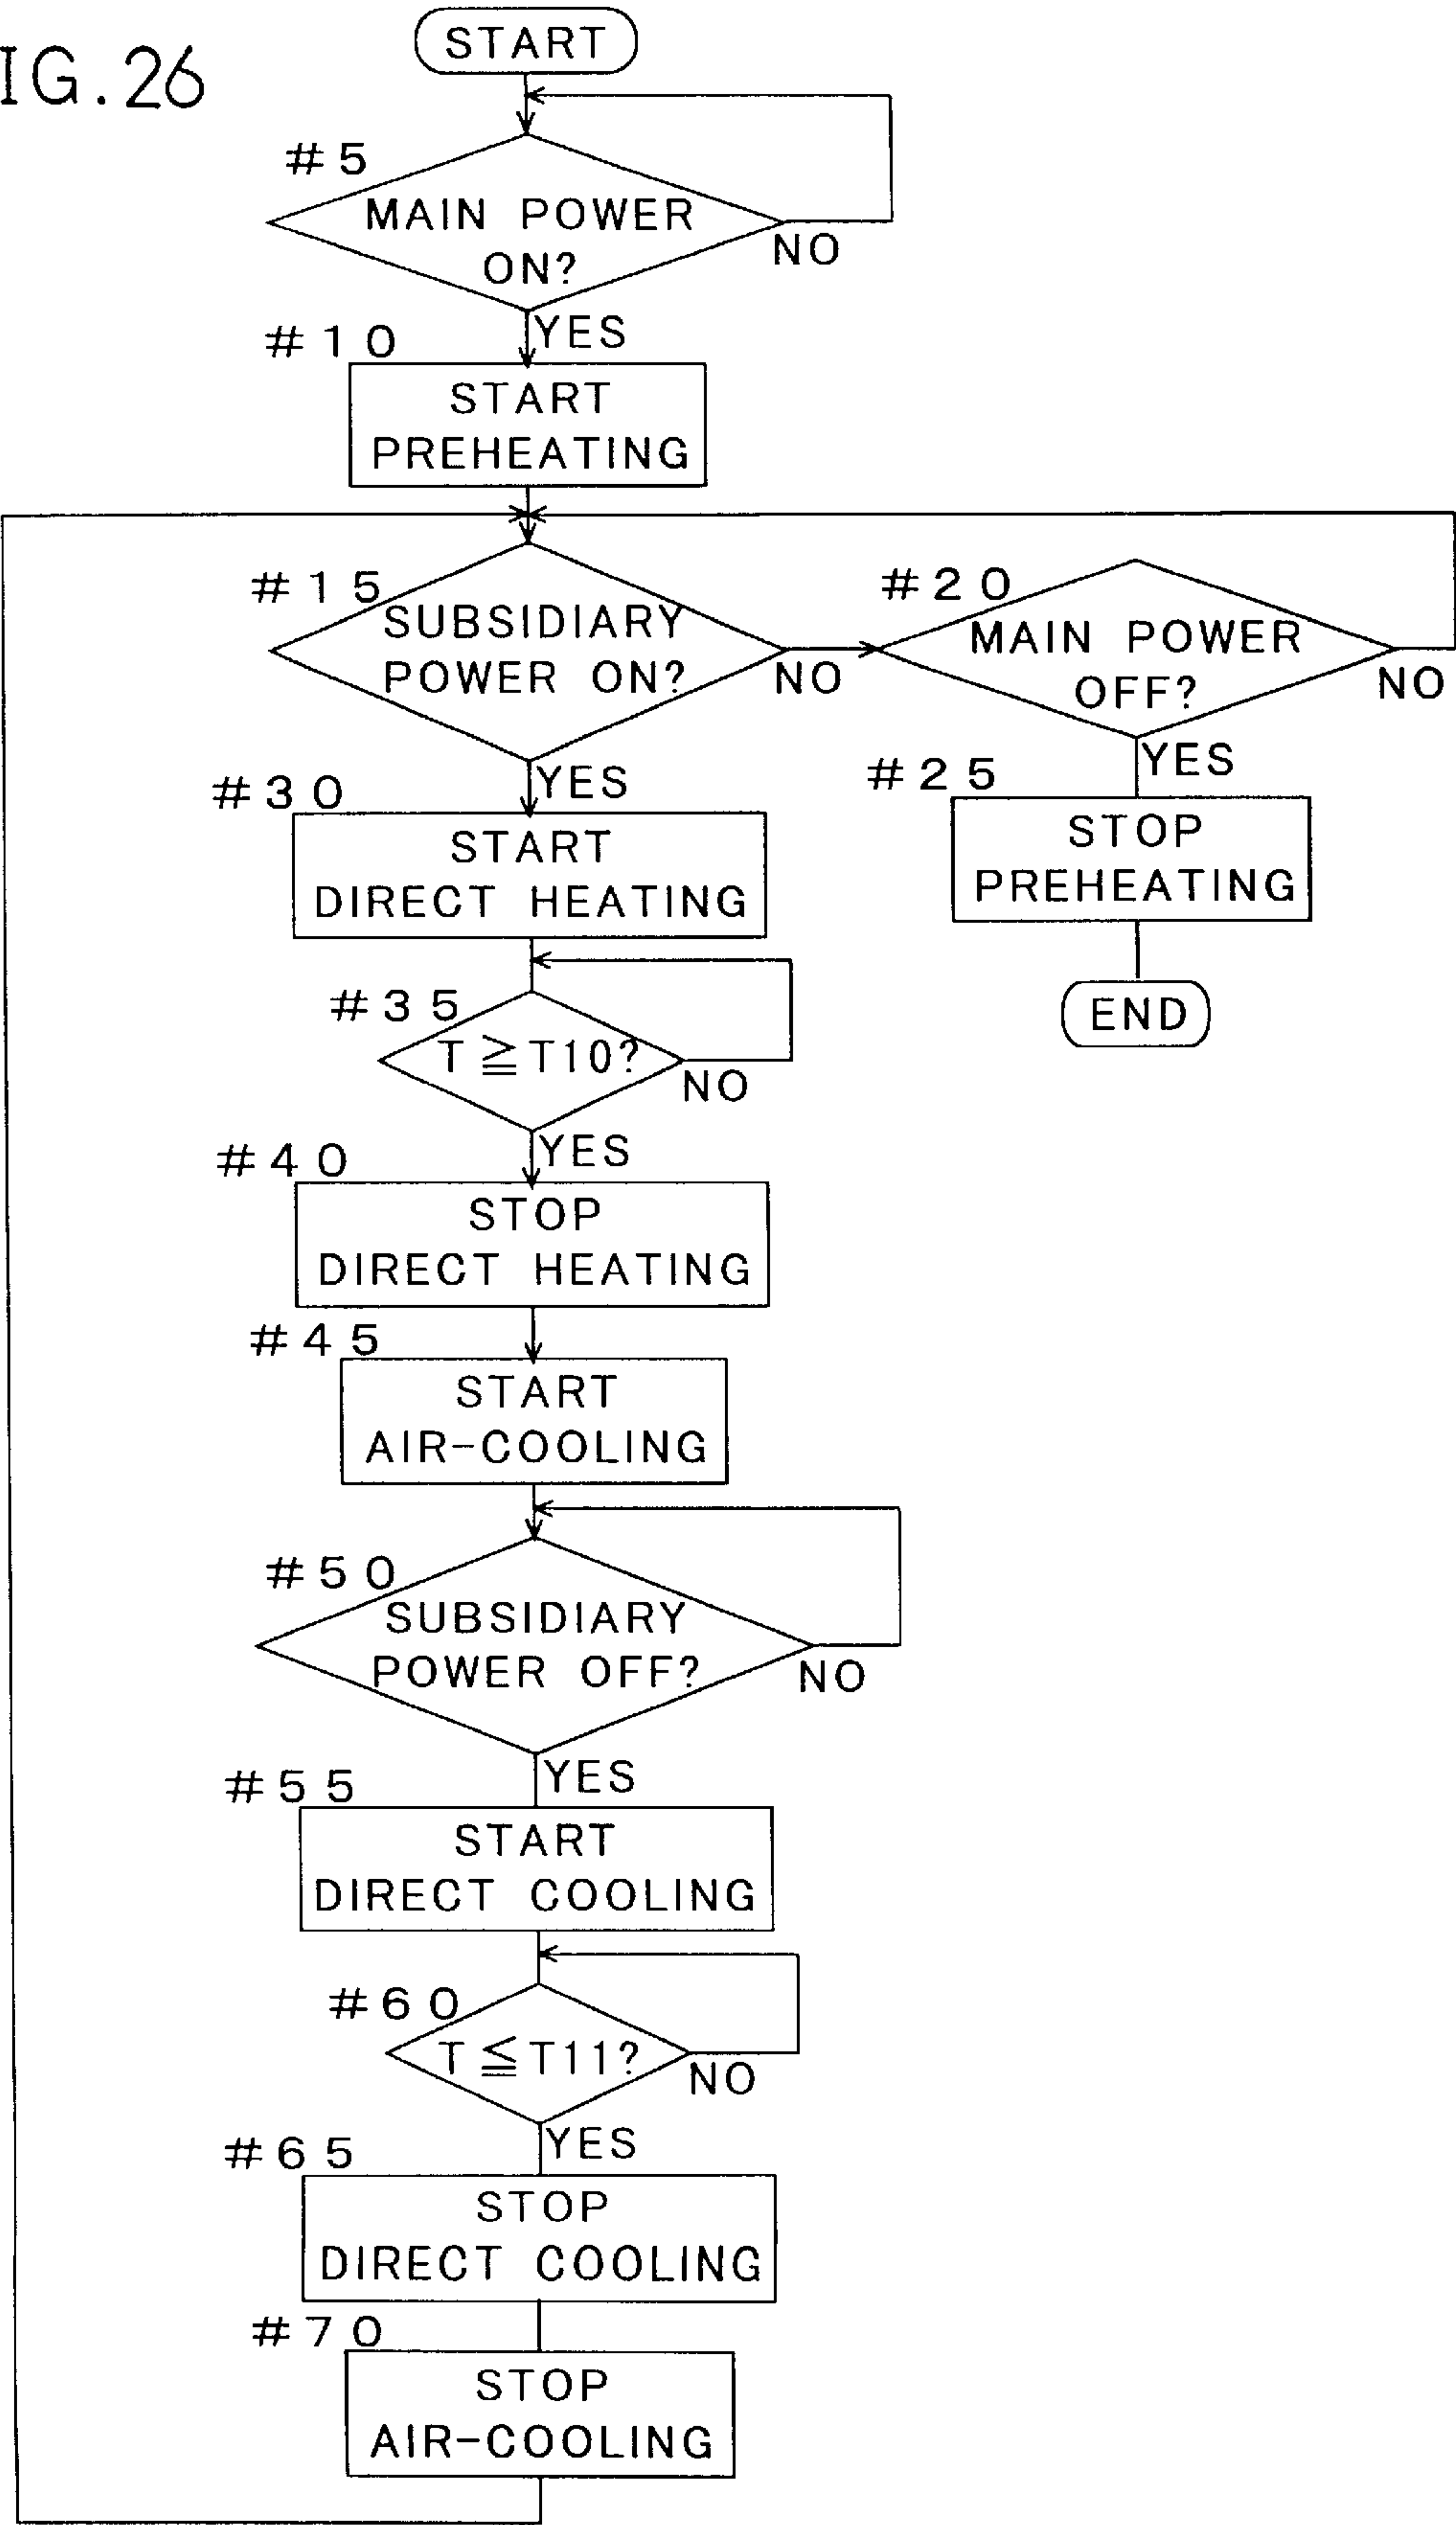 IG.26
START
#5
MAIN POWER
ON?
NO
YES
#10
START
PREHEATING
#15
SUBSIDIARY
POWER ON?
NO
#20
MAIN POWER
OFF?
NO
YES
#25
STOP
PREHEATING
END
YES
#30
START
DIRECT HEATING
#35
T ≧ T10?
NO
YES
#40
STOP
DIRECT HEATING
#45
START
AIR-COOLING
#50
SUBSIDIARY
POWER OFF?
NO
YES
#55
START
DIRECT COOLING
#60
T ≦ T11?
NO
YES
#65
STOP
DIRECT COOLING
#70
STOP
AIR-COOLING